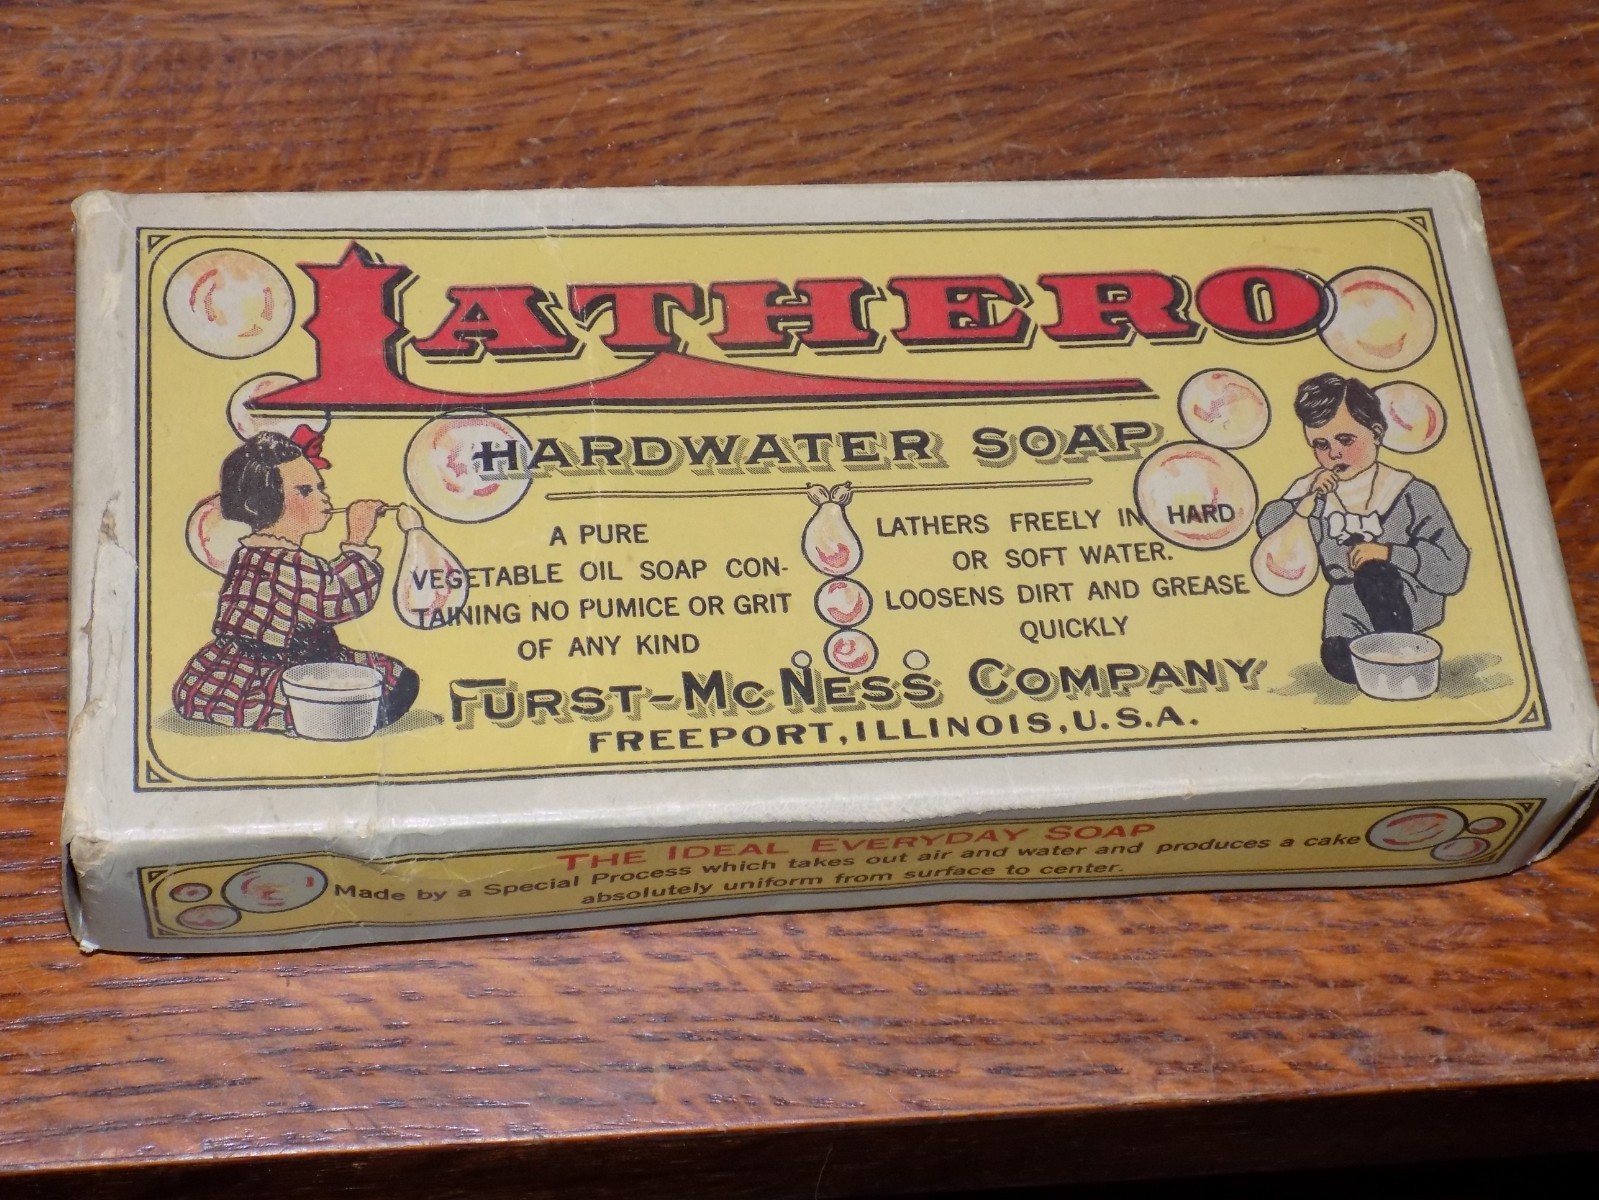 LATHERO
HARDWATER SOAP
A PURE
VEGETABLE OIL SOAP CON-
TAINING NO PUMICE OR GRIT
OF ANY KIND
LATHERS FREELY IN HARD
OR SOFT WATER.
LOOSENS DIRT AND GREASE
QUICKLY
FURST-MCNESS COMPANY
FREEPORT, ILLINOIS, U.S.A.
THE IDEAL EVERYDAY SOAP
Made by a Special Process which takes out air and water and produces a cake
absolutely uniform from surface to center.